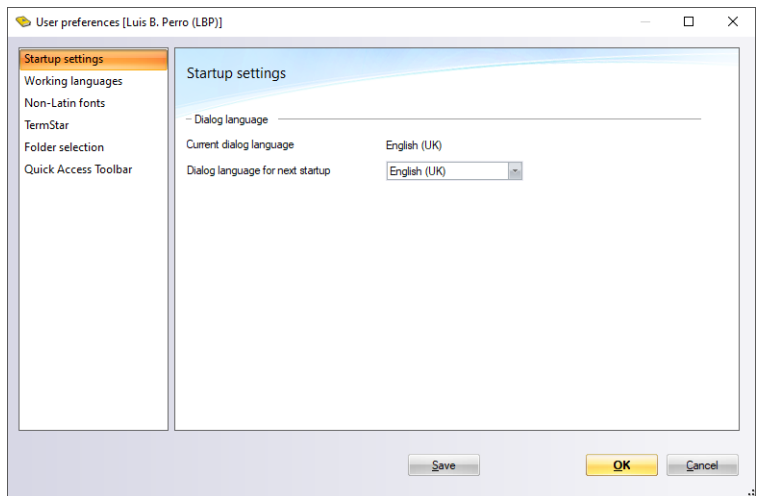 User preferences [Luis B. Perro (LBP)]
Startup settings
Working languages
Non-Latin fonts
TermStar
Folder selection
Quick Access Toolbar
Startup settings
Dialog language
Current dialog language English (UK)
Dialog language for next startup English (UK)
Save OK Cancel